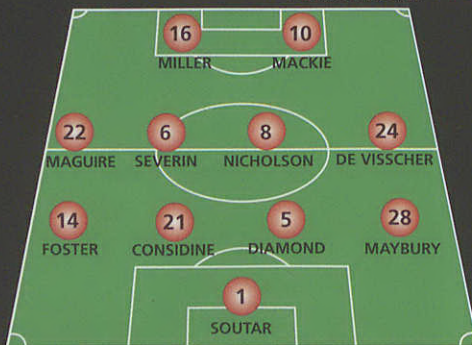 16 10
MILLER MACKIE
22 6 8 24
MAGUIRE SEVERIN NICHOLSON DE VISSCHER
14 21 5 28
FOSTER CONSIDINE DIAMOND MAYBURY
1
SOUTAR